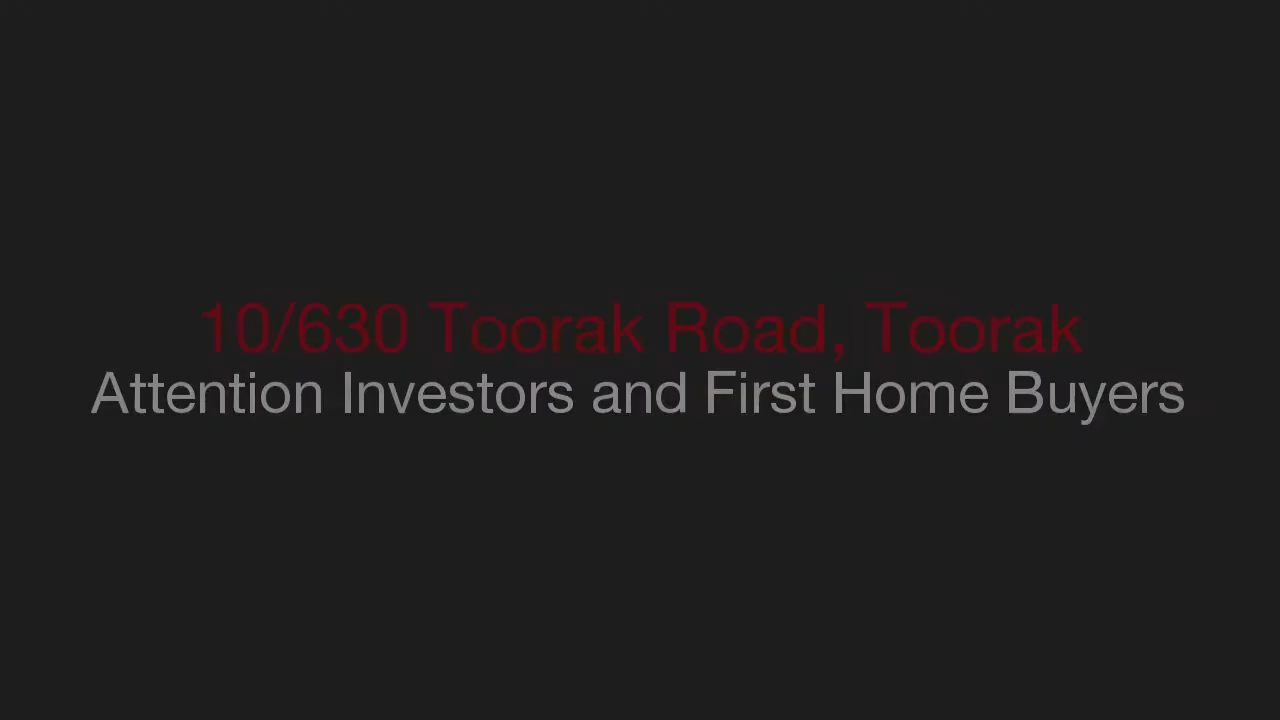 10/630 Toorak Road, Toorak
Attention Investors and First Home Buyers